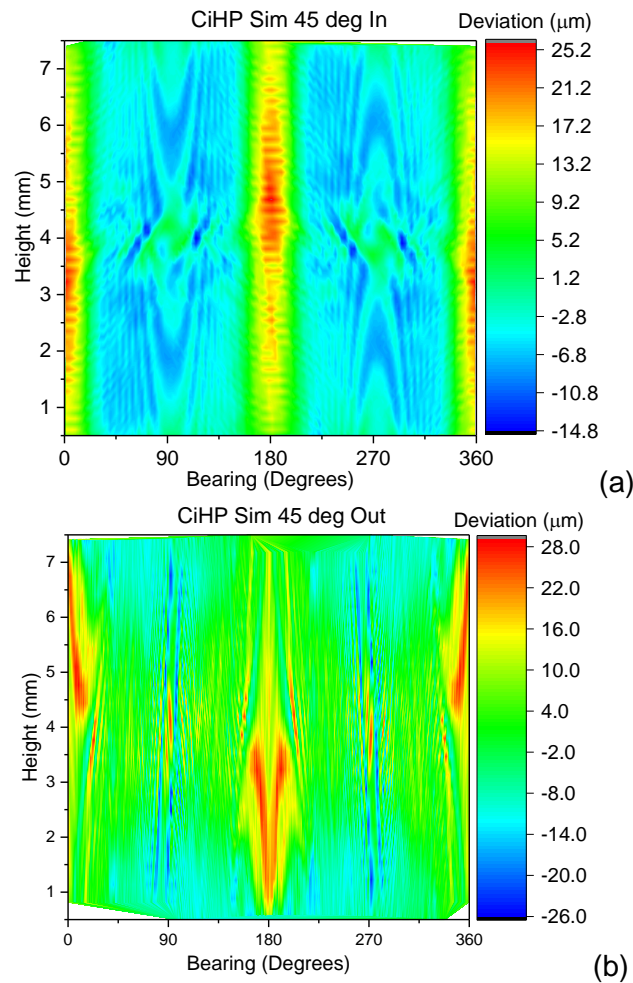 CiHP Sim 45 deg In
Deviation (μm)
25.2
21.2
17.2
13.2
9.2
5.2
1.2
-2.8
-6.8
-10.8
-14.8
Height (mm)
7
6
5
4
3
2
1
0 90 180 270 360
Bearing (Degrees)
(a)
CiHP Sim 45 deg Out
Deviation (μm)
28.0
22.0
16.0
10.0
4.0
-2.0
-8.0
-14.0
-20.0
-26.0
Height (mm)
7
6
5
4
3
2
1
0 90 180 270 360
Bearing (Degrees)
(b)